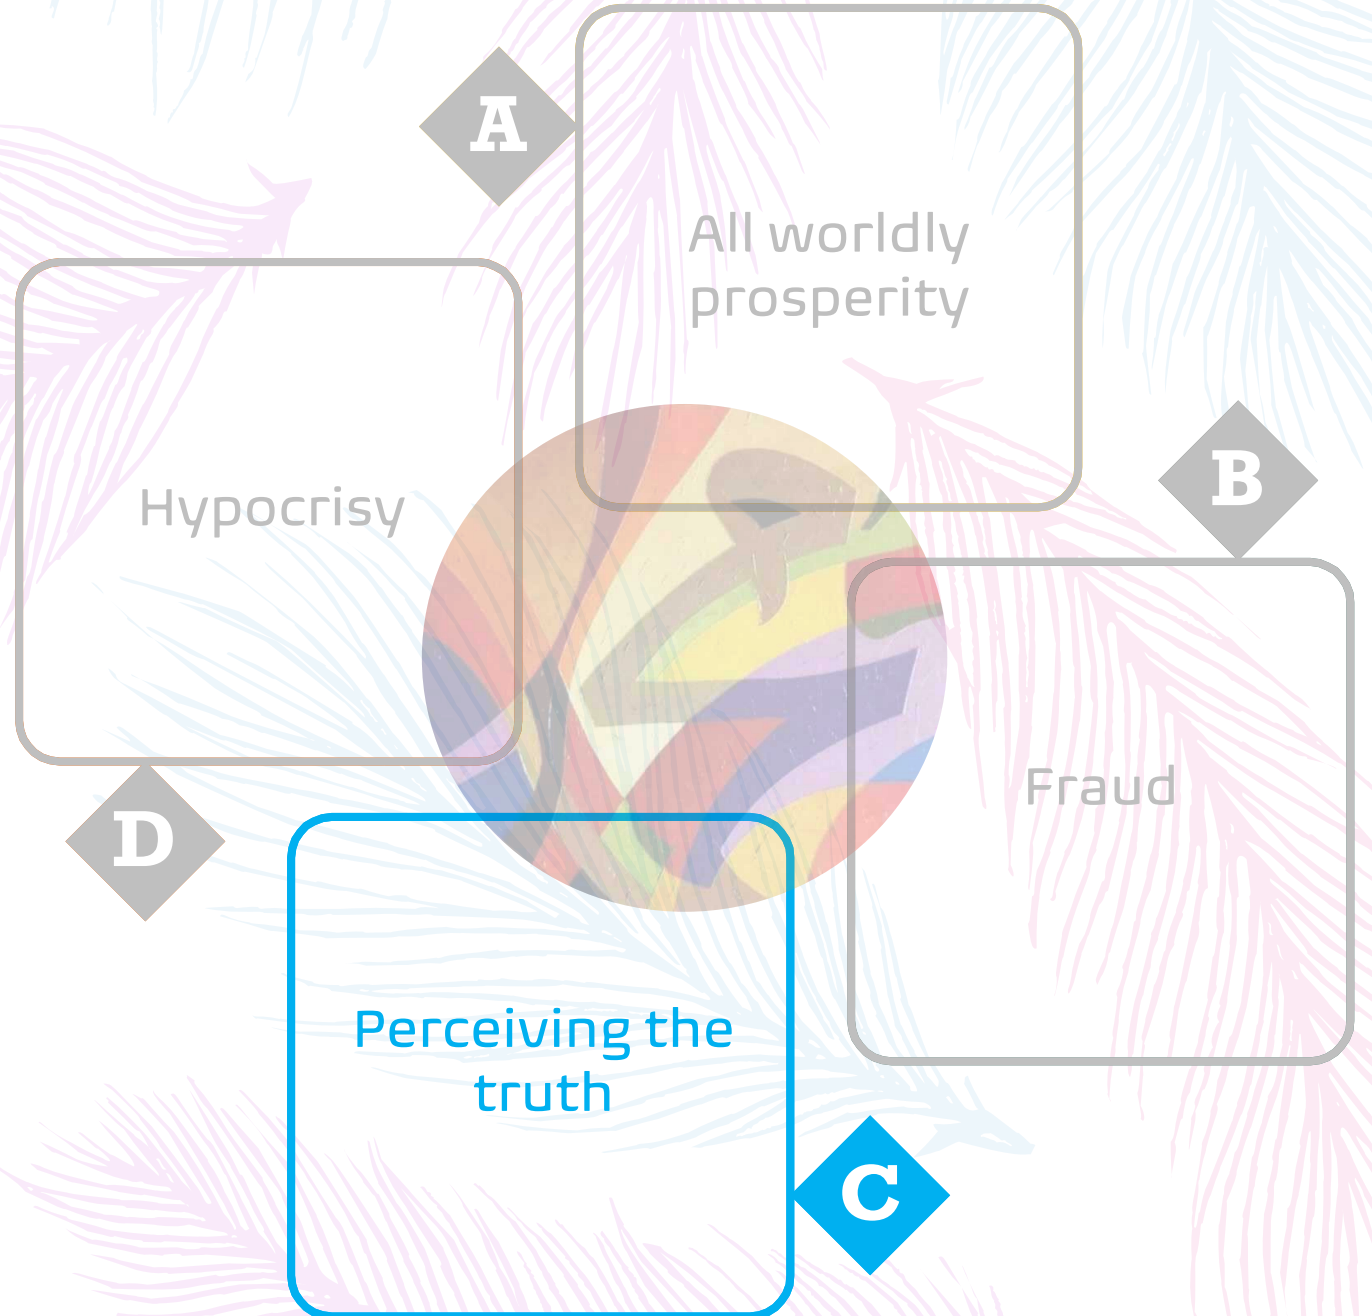 A
All worldly
prosperity
B
Fraud
C
Perceiving the
truth
D
Hypocrisy